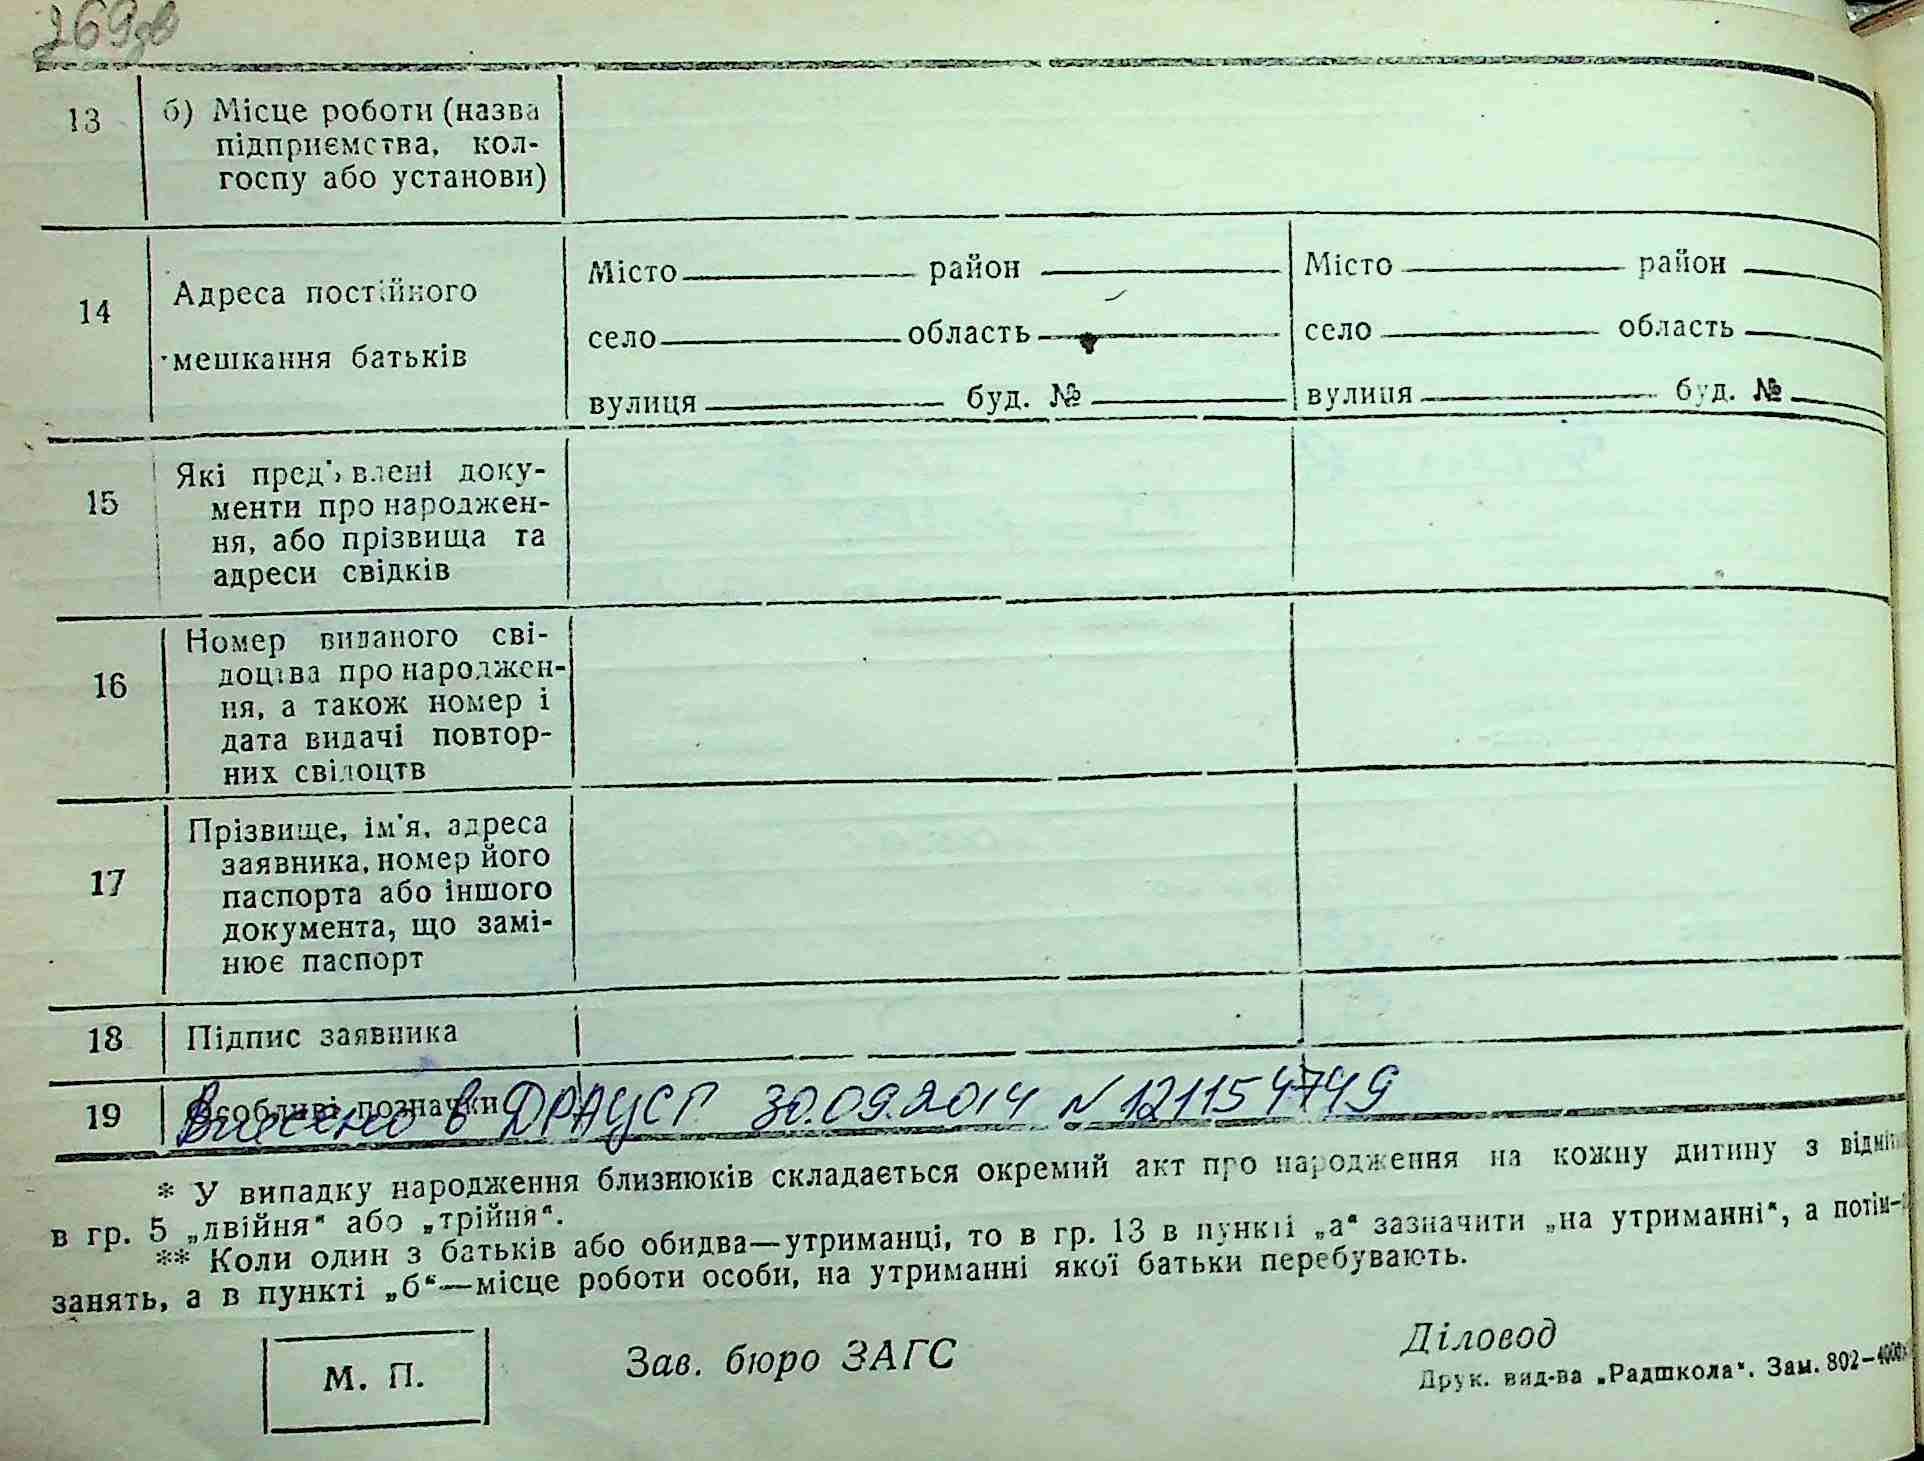 269зв
13 б) Місце роботи (назва
підприємства, кол-
госпу або установи)
14 Адреса постійного
мешкання батьків
Місто район
село область
вулиця буд. №
Місто район
село область
вулиця буд. №
15 Які пред'явлені доку-
менти про народжен-
ня, або прізвища та
адреси свідків
16 Номер виданого сві-
доцтва про народжен-
ня, а також номер і
дата видачі повтор-
них свідоцтв
17 Прізвище, ім'я, адреса
заявника, номер його
паспорта або іншого
документа, що замі-
нює паспорт
18 Підпис заявника
19 Особливі позначки
Внесено в ДРАЦСГ 30.09.2014 N 121154749
* У випадку народження близнюків складається окремий акт про народження на кожну дитину з
в гр. 5 „двійня“ або „трійня“.
** Коли один з батьків або обидва—утриманці, то в гр. 13 в пункті „а“ зазначити „на утриманні“, а потім
занять, а в пункті „б“—місце роботи особи, на утриманні якої батьки перебувають.
М. П.
Зав. бюро ЗАГС
Діловод
Друк. вид-ва „Радшкола“. Зам. 802—4000